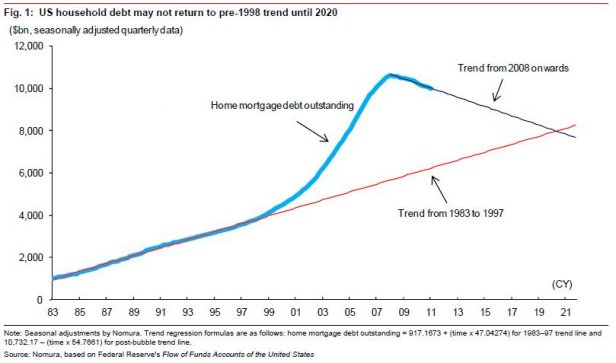 Fig. 1: US household debt may not return to pre-1998 trend until 2020
($bn, seasonally adjusted quarterly data)
12,000
10,000
8,000
6,000
4,000
2,000
0
Trend from 2008 onwards
Home mortgage debt outstanding
Trend from 1983 to 1997
(CY)
83 85 87 89 91 93 95 97 99 01 03 05 07 09 11 13 15 17 19 21
Note: Seasonal adjustments by Nomura. Trend regression formulas are as follows: home mortgage debt outstanding = 917.1673 + (time x 47.04274) for 1983–97 trend line and
10,732.17 – (time x 54.7661) for post-bubble trend line.
Source: Nomura, based on Federal Reserve's Flow of Funds Accounts of the United States